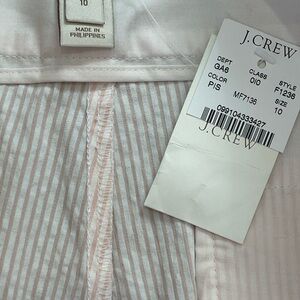 10
MADE IN
PHILIPPINES
J.CREW
DEPT CLASS STYLE
GA6 010 F1236
COLOR SIZE
P/S MF7136 10
099104333427
J.CREW